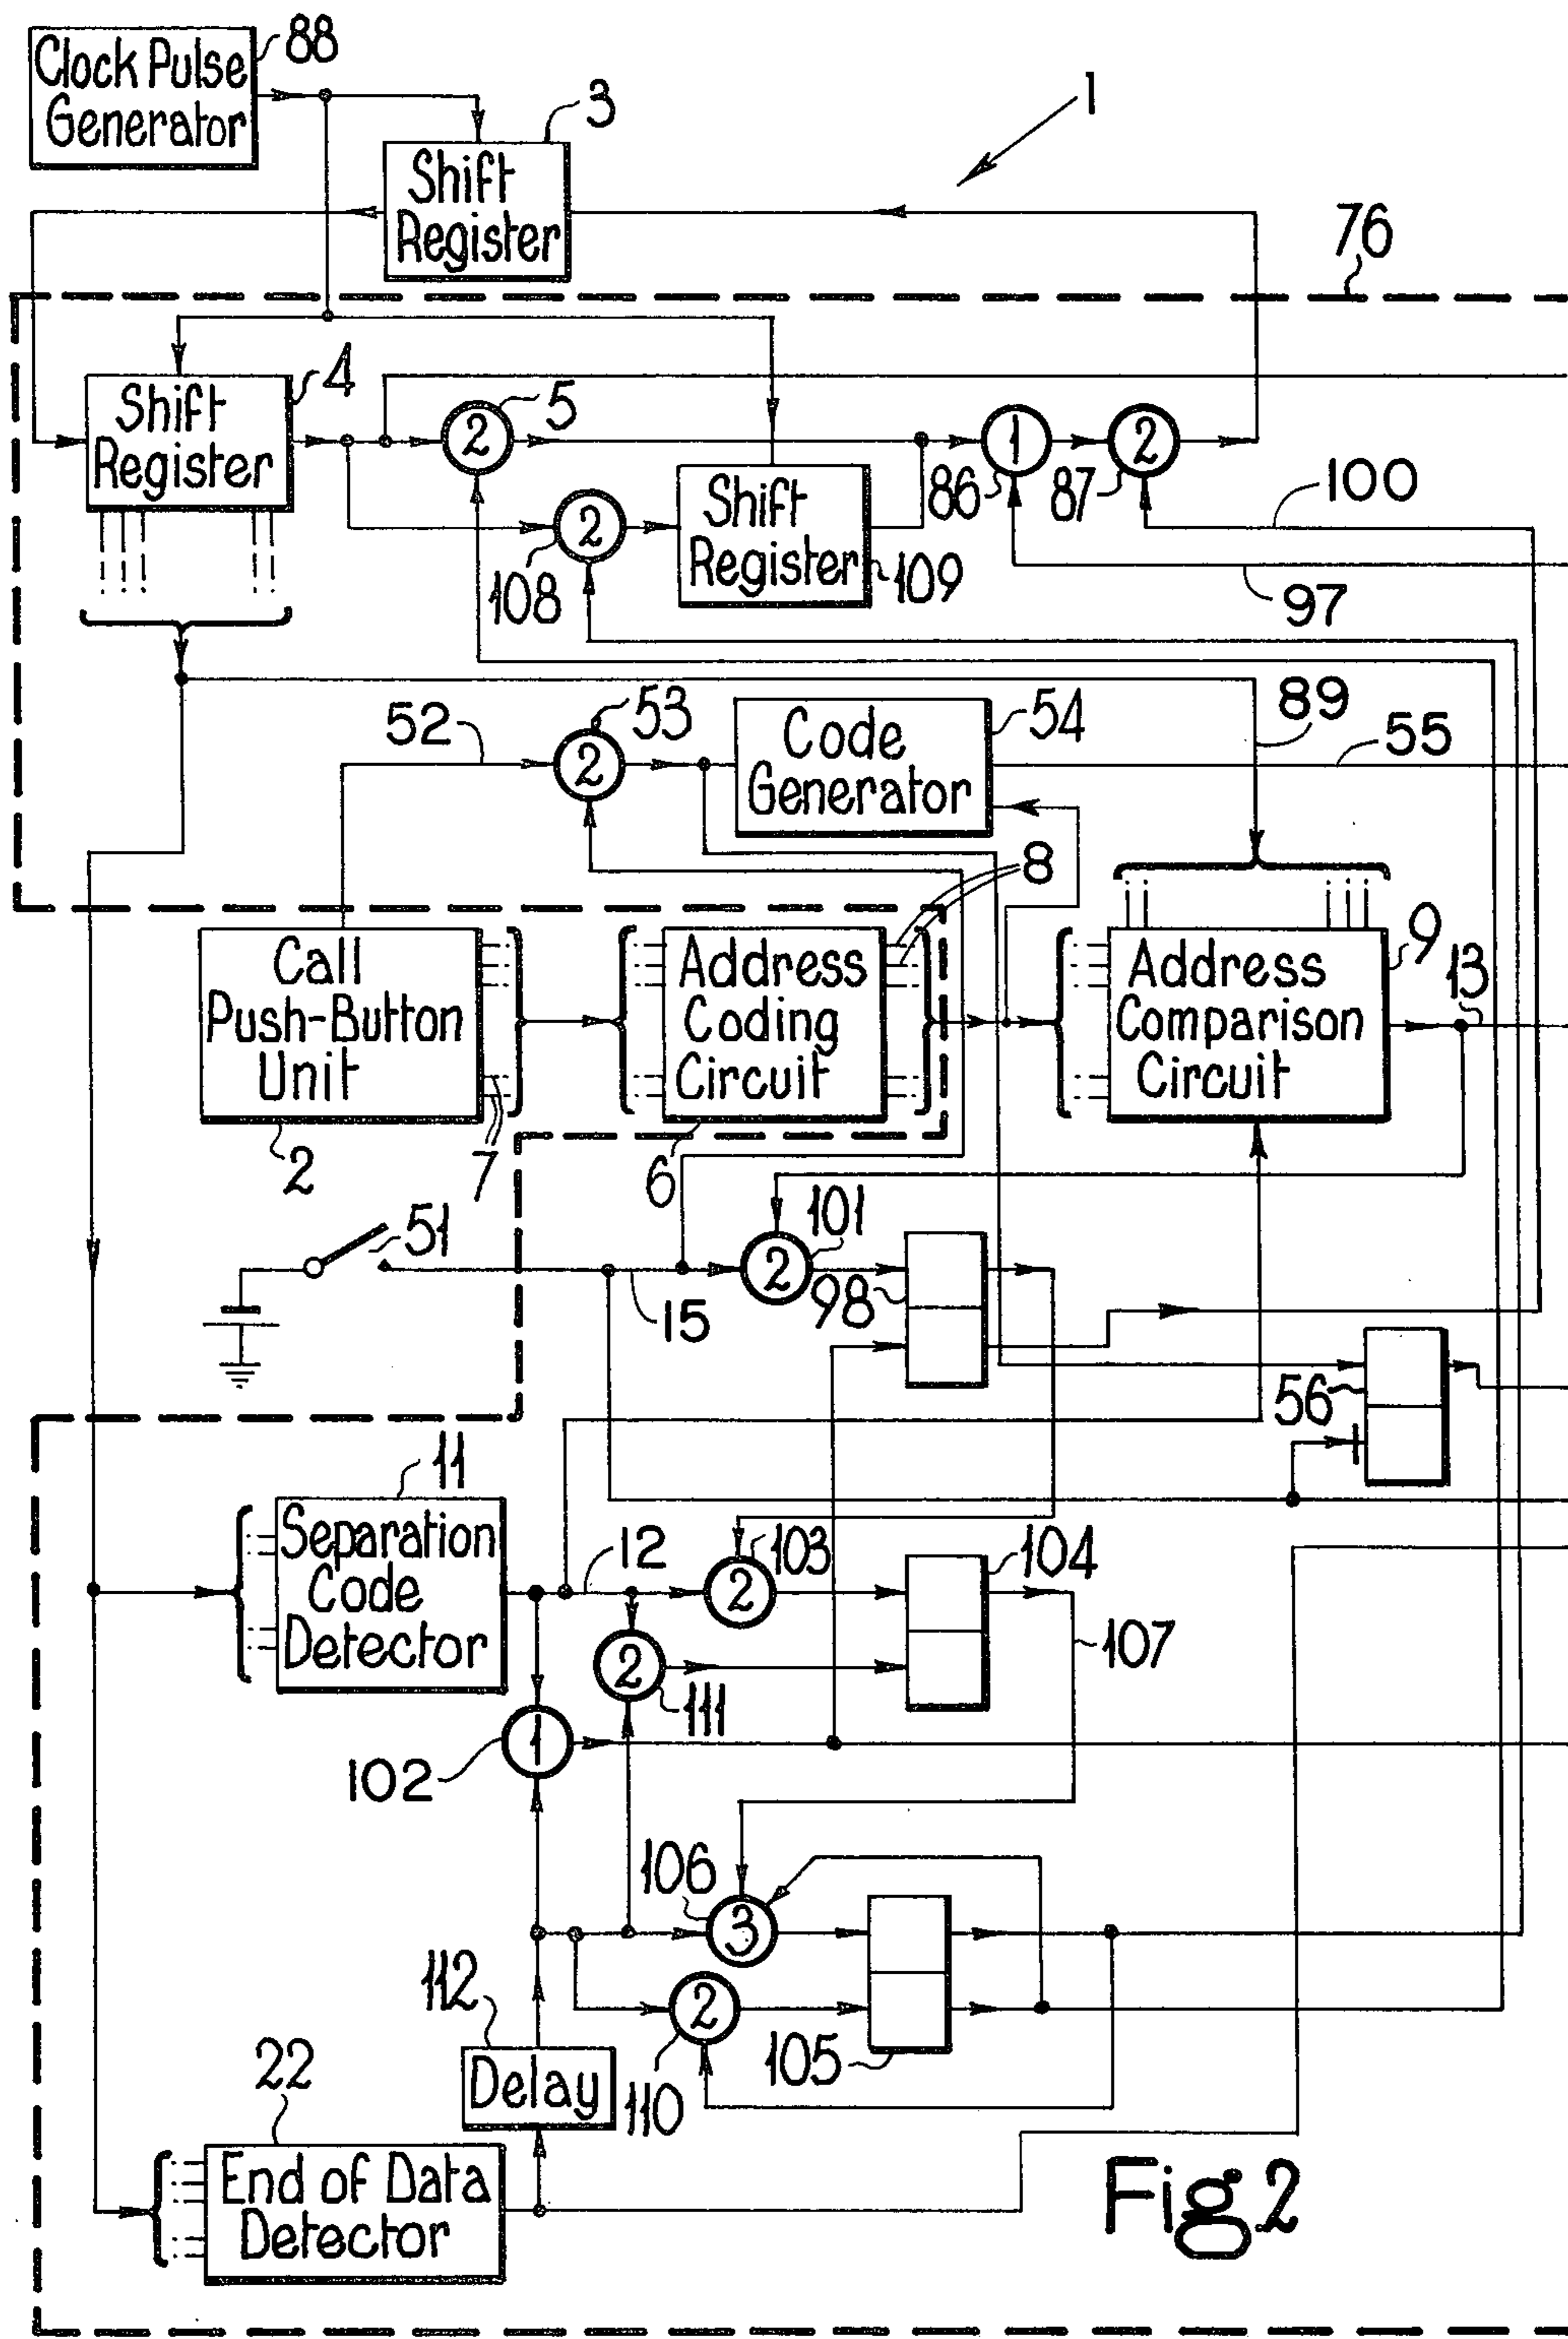 88
Clock Pulse
Generator
3
1
Shift
Register
76
4
5
Shift
Register
2
1
2
86
87
100
2
Shift
Register
108
109
97
89
52
53
54
55
2
Code
Generator
8
9
13
Call
Push-Button
Unit
Address
Coding
Circuit
Address
Comparison
Circuit
2
7
6
51
101
2
98
15
56
11
Separation
Code
Detector
12
103
2
104
2
111
107
1
102
106
3
112
2
105
110
Delay
22
End of Data
Detector
Fig.2